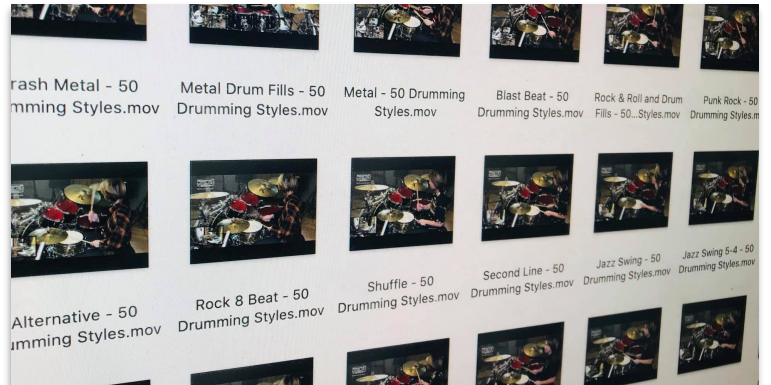 rash Metal - 50
mming Styles.mov
Metal Drum Fills - 50
Drumming Styles.mov
Metal - 50 Drumming
Styles.mov
Blast Beat - 50
Drumming Styles.mov
Rock & Roll and Drum
Fills - 50...Styles.mov
Punk Rock - 50
Drumming Styles.m
Alternative - 50
umming Styles.mov
Rock 8 Beat - 50
Drumming Styles.mov
Shuffle - 50
Drumming Styles.mov
Second Line - 50
Drumming Styles.mov
Jazz Swing - 50
Drumming Styles.mov
Jazz Swing 5-4 - 50
Drumming Styles.mov